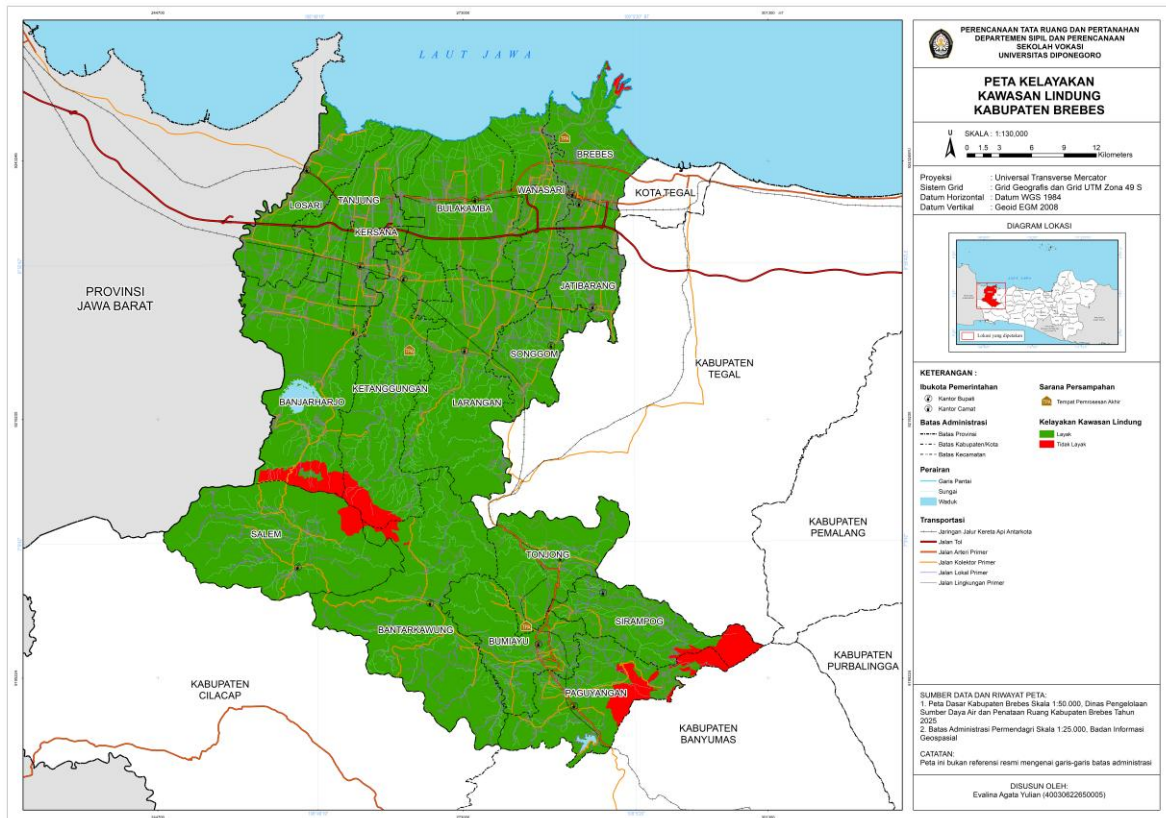 LAUT JAWA
BREBES
WANASARI
KOTA TEGAL
LOSARI
TANJUNG
BULAKAMBA
KERSANA
PROVINSI
JAWA BARAT
JATIBARANG
SONGGOM
KABUPATEN
TEGAL
KETANGGUNGAN
BANJARHARJO
LARANGAN
SALEM
TONJONG
KABUPATEN
PEMALANG
BANTARKAWUNG
BUMIAYU
SIRAMPOG
KABUPATEN
PURBALINGGA
KABUPATEN
CILACAP
PAGUYANGAN
KABUPATEN
BANYUMAS
PERENCANAAN TATA RUANG DAN PERTANAHAN
DEPARTEMEN SIPIL DAN PERENCANAAN
SEKOLAH VOKASI
UNIVERSITAS DIPONEGORO
PETA KELAYAKAN
KAWASAN LINDUNG
KABUPATEN BREBES
U
SKALA : 1:130,000
0 1.5 3 6 9 12
Kilometers
Proyeksi : Universal Transverse Mercator
Sistem Grid : Grid Geografis dan Grid UTM Zona 49 S
Datum Horizontal : Datum WGS 1984
Datum Vertikal : Geoid EGM 2008
DIAGRAM LOKASI
Lokasi yang dipetakan
KETERANGAN :
Ibukota Pemerintahan
Kantor Bupati
Kantor Camat
Batas Administrasi
Batas Provinsi
Batas Kabupaten/Kota
Batas Kecamatan
Perairan
Garis Pantai
Sungai
Waduk
Transportasi
Jaringan Jalur Kereta Api Antarkota
Jalan Tol
Jalan Arteri Primer
Jalan Kolektor Primer
Jalan Lokal Primer
Jalan Lingkungan Primer
Sarana Persampahan
Tempat Pemrosesan Akhir
Kelayakan Kawasan Lindung
Layak
Tidak Layak
SUMBER DATA DAN RIWAYAT PETA:
1. Peta Dasar Kabupaten Brebes Skala 1:50.000, Dinas Pengelolaan
Sumber Daya Air dan Penataan Ruang Kabupaten Brebes Tahun
2025
2. Batas Administrasi Permendagri Skala 1:25.000, Badan Informasi
Geospasial
CATATAN:
Peta ini bukan referensi resmi mengenai garis-garis batas administrasi
DISUSUN OLEH:
Evalina Agata Yulian (40030622650005)